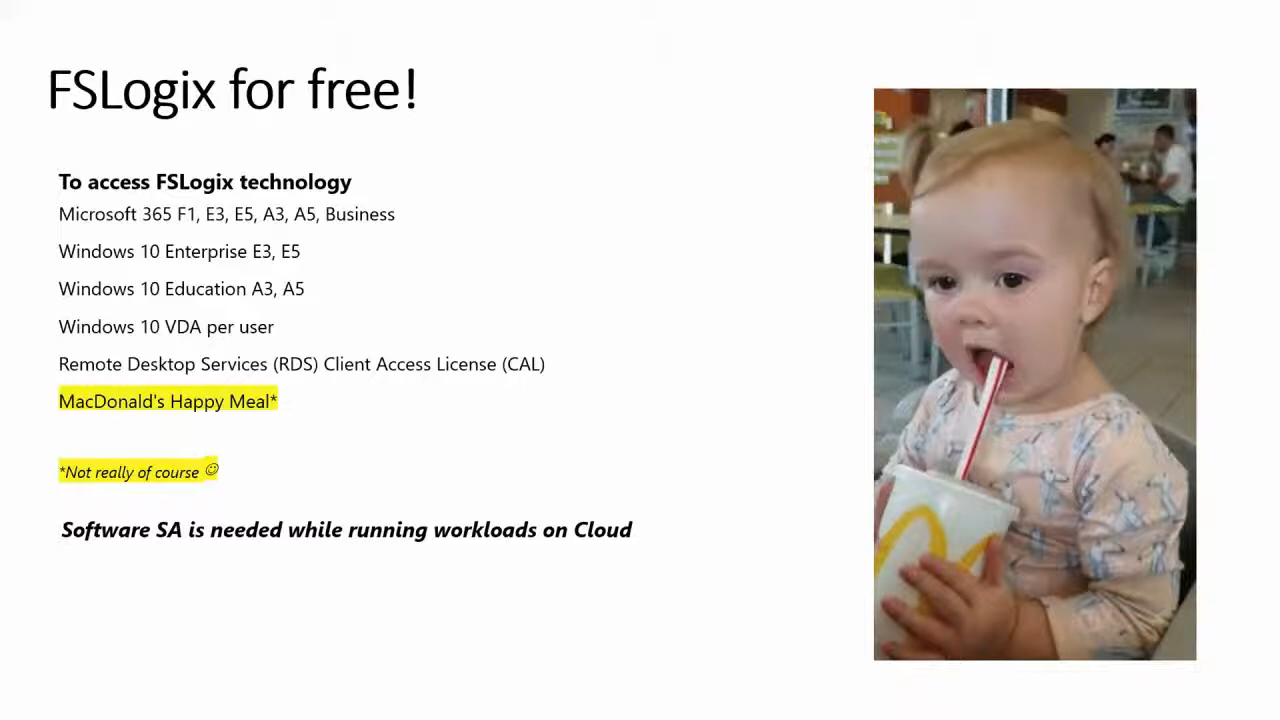 FSLogix for free!
To access FSLogix technology
Microsoft 365 F1, E3, E5, A3, A5, Business
Windows 10 Enterprise E3, E5
Windows 10 Education A3, A5
Windows 10 VDA per user
Remote Desktop Services (RDS) Client Access License (CAL)
MacDonald's Happy Meal*
*Not really of course ☺
Software SA is needed while running workloads on Cloud